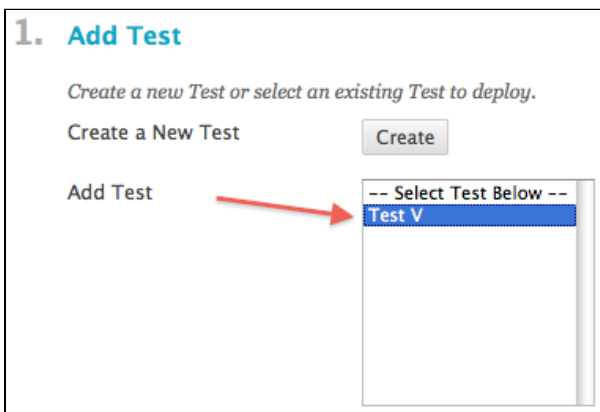 1. Add Test
Create a new Test or select an existing Test to deploy.
Create a New Test Create
Add Test
-- Select Test Below --
Test V